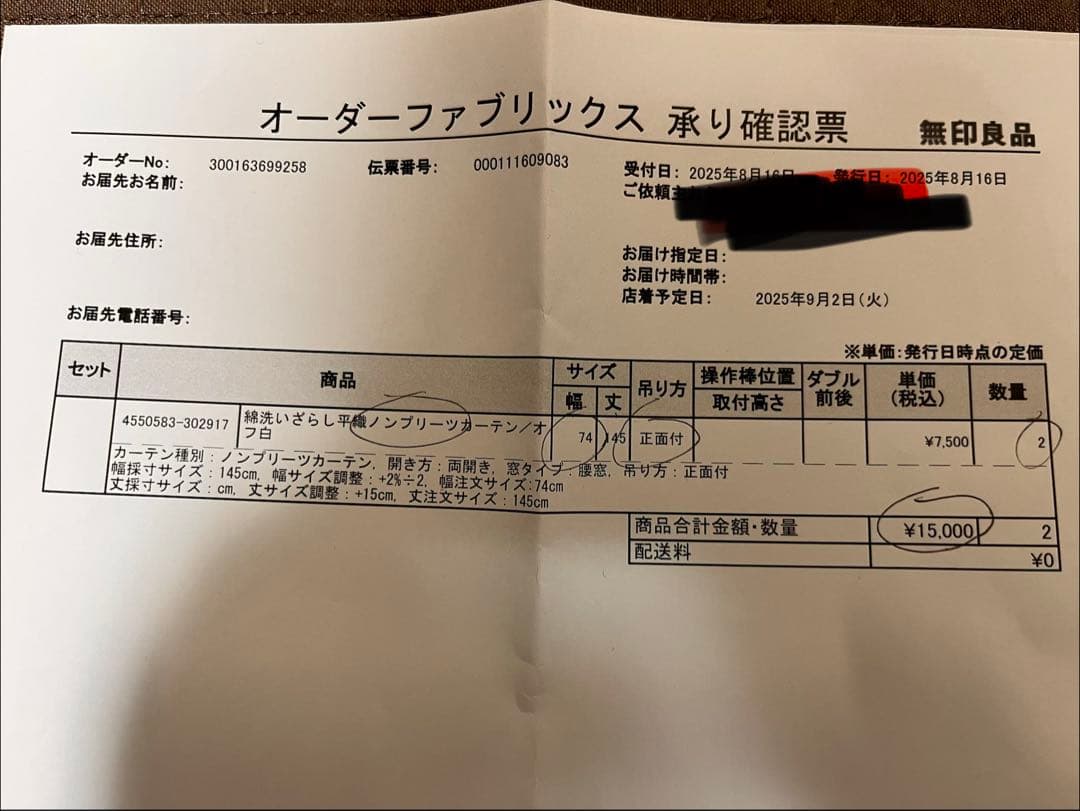 オーダーファブリックス 承り確認票 無印良品
オーダーNo: 300163699258 伝票番号: 000111609083 受付日: 2025年8月16日 発行日: 2025年8月16日
お届先お名前: ご依頼主
お届先住所:
お届け指定日:
お届け時間帯:
店着予定日: 2025年9月2日(火)
お届先電話番号:
※単価:発行日時点の定価
セット 商品 サイズ 幅 丈 吊り方 操作棒位置 取付高さ ダブル前後 単価(税込) 数量
4550583-302917 綿洗いざらし平織ノンプリーツカーテン/オフ白 74 145 正面付 ¥7,500 2
カーテン種別:ノンプリーツカーテン, 開き方:両開き, 窓タイプ:腰窓, 吊り方:正面付
幅採寸サイズ:145cm, 幅サイズ調整:+2%÷2, 幅注文サイズ:74cm
丈採寸サイズ:cm, 丈サイズ調整:+15cm, 丈注文サイズ:145cm
商品合計金額・数量 ¥15,000 2
配送料 ¥0